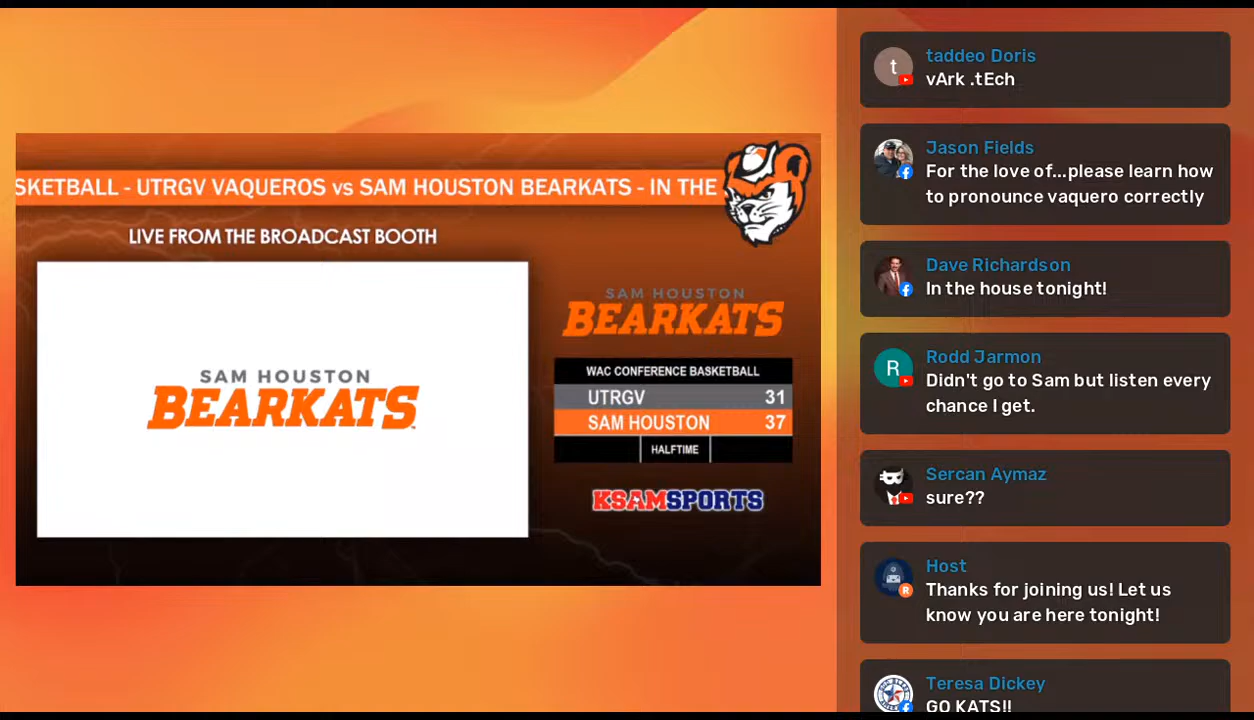 SKETBALL - UTRGV VAQUEROS vs SAM HOUSTON BEARKATS - IN THE
LIVE FROM THE BROADCAST BOOTH
SAM HOUSTON
BEARKATS
SAM HOUSTON
BEARKATS
WAC CONFERENCE BASKETBALL
UTRGV 31
SAM HOUSTON 37
HALFTIME
KSAMSPORTS
t
taddeo Doris
vArk .tEch
Jason Fields
For the love of...please learn how
to pronounce vaquero correctly
Dave Richardson
In the house tonight!
R
Rodd Jarmon
Didn't go to Sam but listen every
chance I get.
Sercan Aymaz
sure??
R
Host
Thanks for joining us! Let us
know you are here tonight!
Teresa Dickey
GO KATS!!